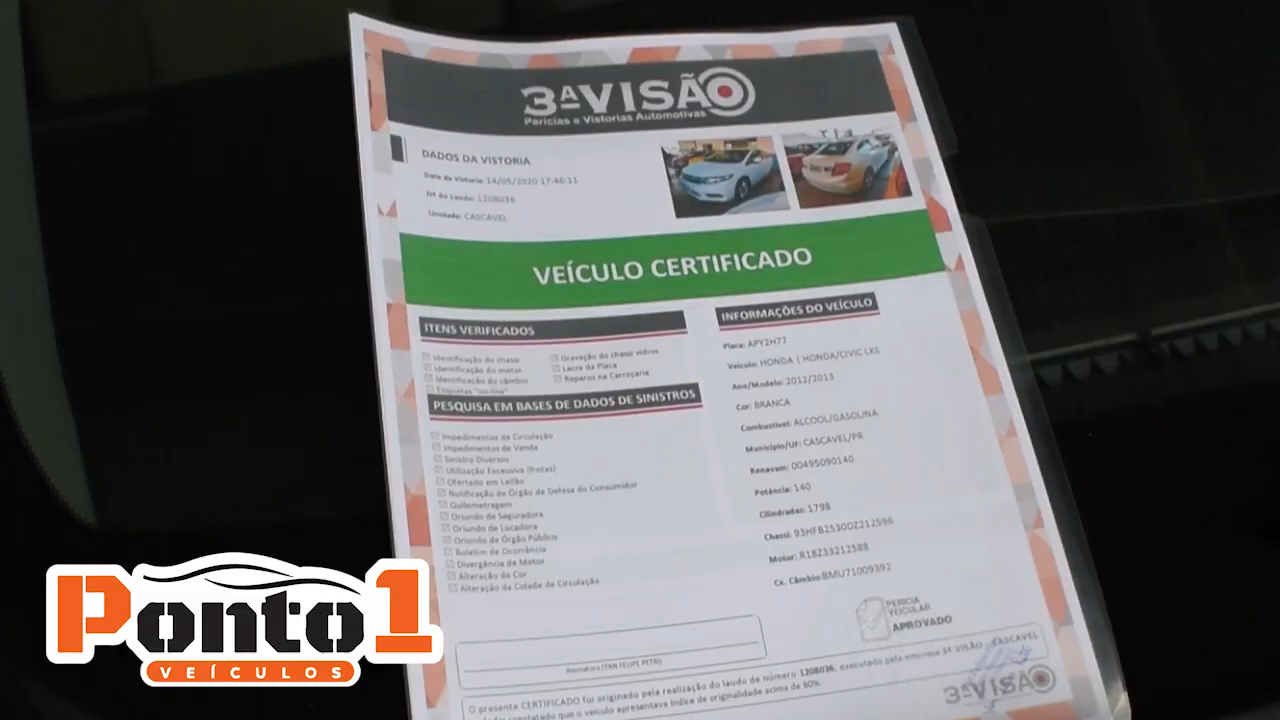 3ªVISÃO
Perícias e Vistorias Automotivas
DADOS DA VISTORIA
Data da Vistoria: 14/05/2020 17:46:11
Nº do Laudo: 1208036
Unidade: CASCAVEL
VEÍCULO CERTIFICADO
ITENS VERIFICADOS
Identificação do chassi
Identificação do motor
Identificação do câmbio
Etiquetas
Gravação do chassi vidros
Lacre da Placa
Reparos na Carroçaria
PESQUISA EM BASES DE DADOS DE SINISTROS
Impedimentos de Circulação
Impedimentos de Venda
Sinistro Diversos
Utilização Excessiva (frotas)
Ofertado em Leilão
Notificação de Órgão de Defesa do Consumidor
Quilometragem
Oriundo de Seguradora
Oriundo de Locadora
Oriundo de Órgão Público
Boletim de Ocorrência
Divergência de Motor
Alteração de Cor
Alteração da Cidade de Circulação
INFORMAÇÕES DO VEÍCULO
Placa: APY2H77
Veículo: HONDA | HONDA/CIVIC LXS
Ano/Modelo: 2012/2013
Cor: BRANCA
Combustível: ALCOOL/GASOLINA
Município/UF: CASCAVEL/PR
Renavam: 00495090140
Potência: 140
Cilindradas: 1798
Chassi: 93HFB2530DZ212596
Motor: R18Z33212588
Cx. Câmbio:BMU71009392
PERÍCIA
VEICULAR
APROVADO
Assinatura (YAN FELIPE PETRI)
O presente CERTIFICADO foi originado pela realização do laudo de número 1208036, executado pela empresa 3ª VISÃO - CASCAVEL
constatado que o veículo apresentava índice de originalidade acima de 80%.
3ªVISÃO
Ponto1
VEÍCULOS